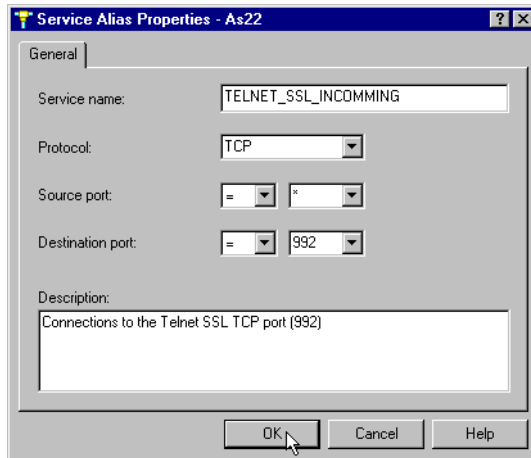 Service Alias Properties - As22
General
Service name: TELNET_SSL_INCOMMING
Protocol: TCP
Source port: = *
Destination port: = 992
Description:
Connections to the Telnet SSL TCP port (992)
OK Cancel Help